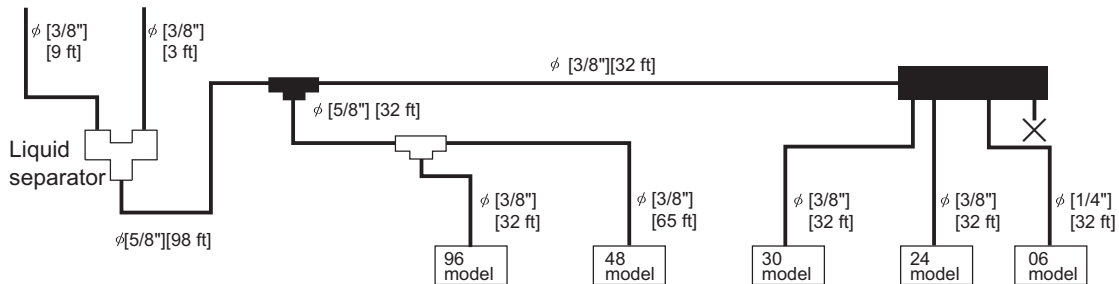 ϕ [3/8"]
[9 ft]
ϕ [3/8"]
[3 ft]
ϕ [3/8"][32 ft]
ϕ [5/8"] [32 ft]
Liquid
separator
ϕ[5/8"][98 ft]
ϕ [3/8"]
[32 ft]
ϕ [3/8"]
[65 ft]
ϕ [3/8"]
[32 ft]
ϕ [3/8"]
[32 ft]
ϕ [1/4"]
[32 ft]
96
model
48
model
30
model
24
model
06
model